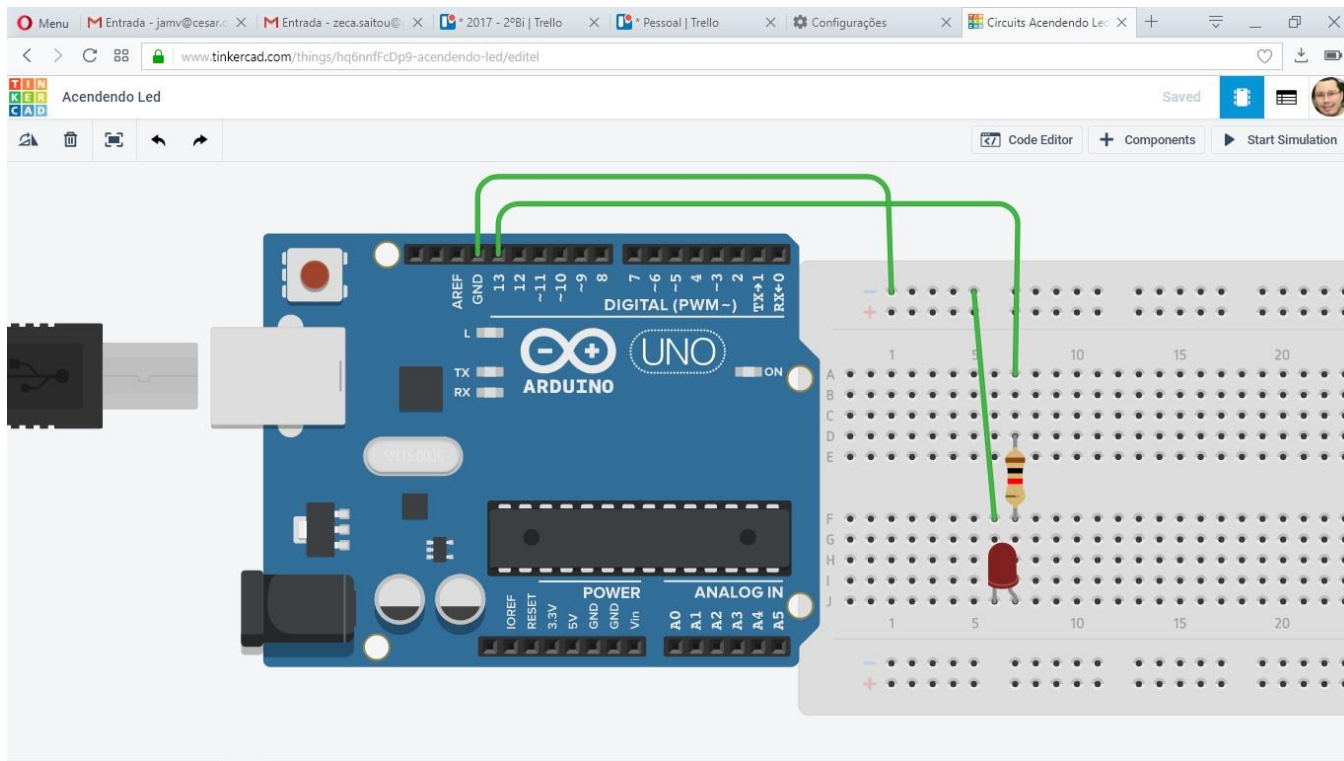 Menu
Entrada - jamv@cesar.c
Entrada - zeca.saitou@
* 2017 - 2ºBi | Trello
* Pessoal | Trello
Configurações
Circuits Acendendo Led
www.tinkercad.com/things/hq6nnfFcDp9-acendendo-led/editel
TIN
KER
CAD
Acendendo Led
Saved
Code Editor
Components
Start Simulation
AREF
GND
13
12
~11
~10
~9
8
7
~6
~5
4
~3
2
TX→1
RX←0
DIGITAL (PWM~)
L
TX
RX
ARDUINO
UNO
ON
POWER
ANALOG IN
IOREF
RESET
3.3V
5V
GND
GND
Vin
A0
A1
A2
A3
A4
A5
- 
+
1 5 10 15 20
A
B
C
D
E
F
G
H
I
J
1 5 10 15 20
-
+